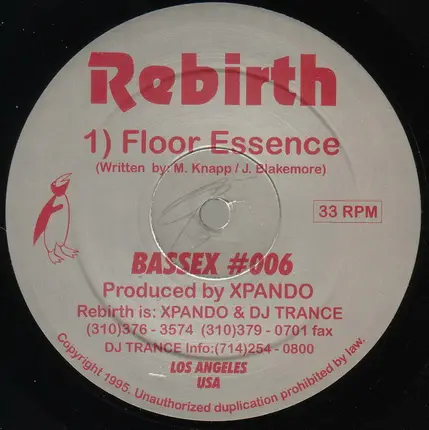 Rebirth
1) Floor Essence
(Written by: M. Knapp / J. Blakemore)
33 RPM
BASSEX #006
Produced by XPANDO
Rebirth is: XPANDO & DJ TRANCE
(310)376 - 3574 (310)379 - 0701 fax
DJ TRANCE Info:(714)254 - 0800
LOS ANGELES
USA
Copyright 1995. Unauthorized duplication prohibited by law.